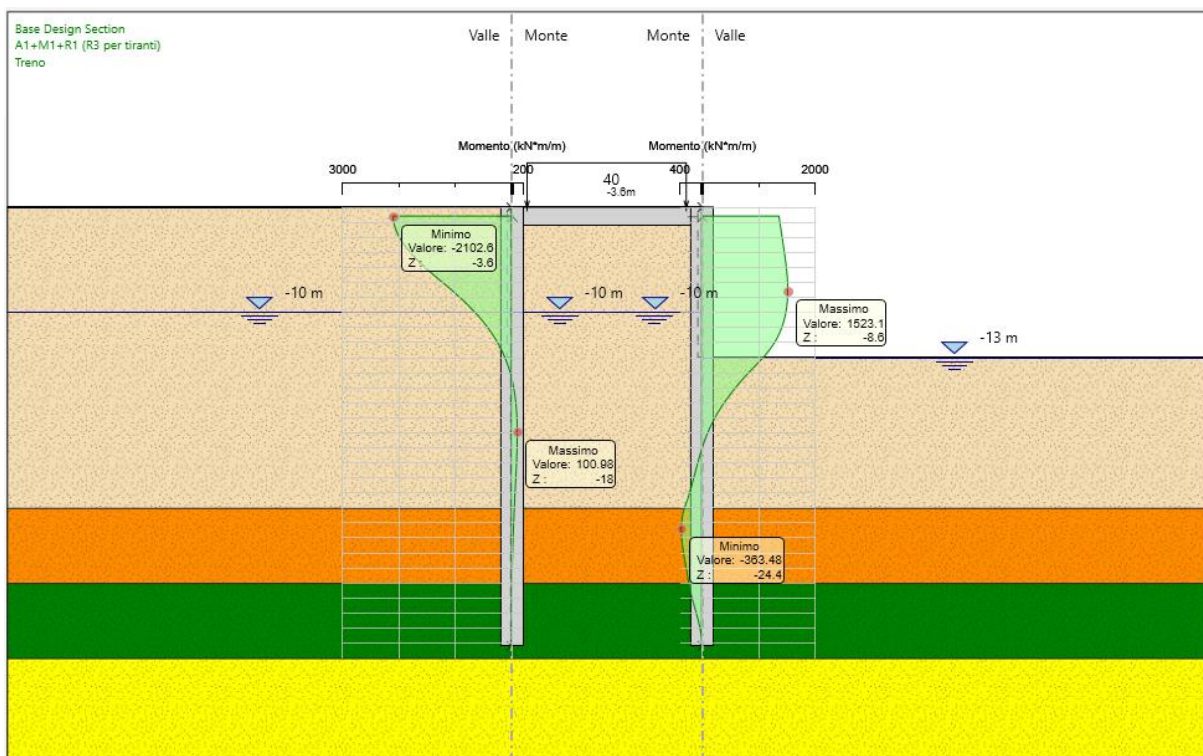 Base Design Section
A1+M1+R1 (R3 per tiranti)
Treno
Valle Monte Monte Valle
Momento (kN*m/m) Momento (kN*m/m)
3000 200 400 2000
40
-3.6m
Minimo
Valore: -2102.6
Z : -3.6
-10 m -10 m -10 m
Massimo
Valore: 1523.1
Z : -8.6
-13 m
Massimo
Valore: 100.98
Z : -18
Minimo
Valore: -363.48
Z : -24.4